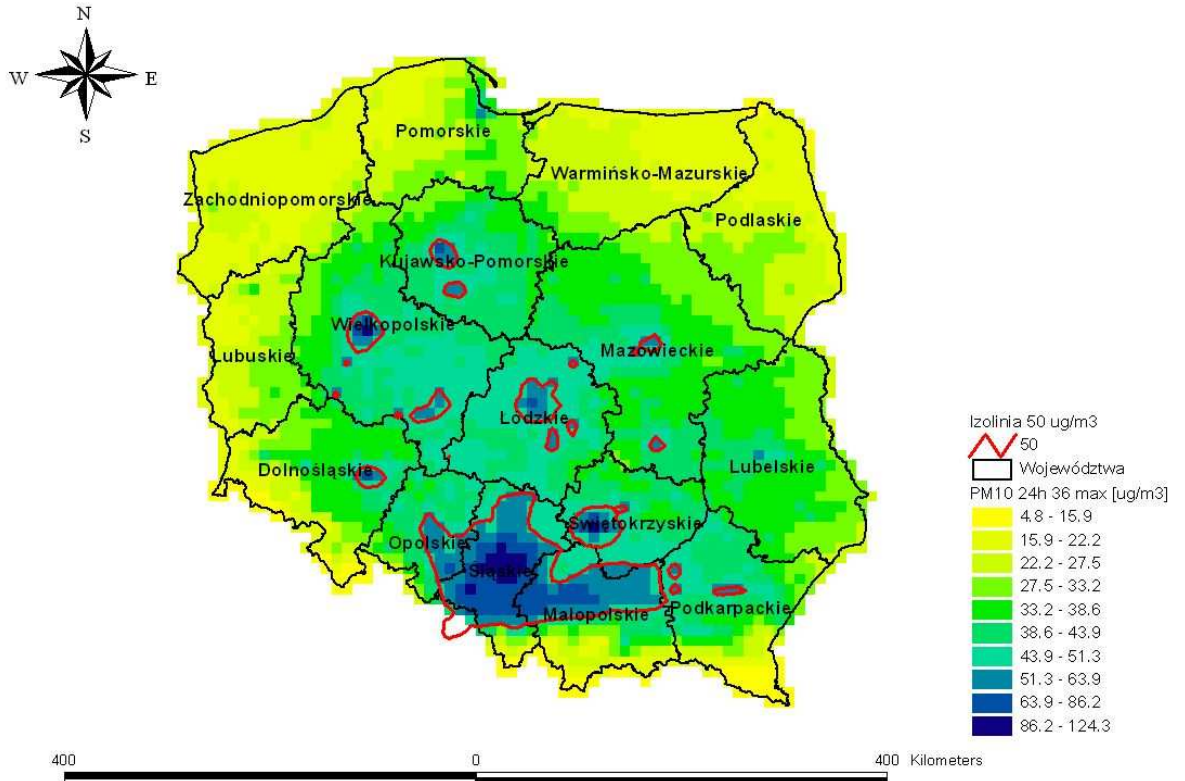 N
W E
S
Pomorskie
Warmińsko-Mazurskie
Zachodniopomorskie
Podlaskie
Kujawsko-Pomorskie
Wielkopolskie
Mazowieckie
Lubuskie
Łódzkie
Dolnośląskie
Lubelskie
Świętokrzyskie
Opolskie
Śląskie
Małopolskie
Podkarpackie
Izolinia 50 ug/m3
50
Województwa
PM10 24h 36 max [ug/m3]
4.8 - 15.9
15.9 - 22.2
22.2 - 27.5
27.5 - 33.2
33.2 - 38.6
38.6 - 43.9
43.9 - 51.3
51.3 - 63.9
63.9 - 86.2
86.2 - 124.3
400 0 400 Kilometers